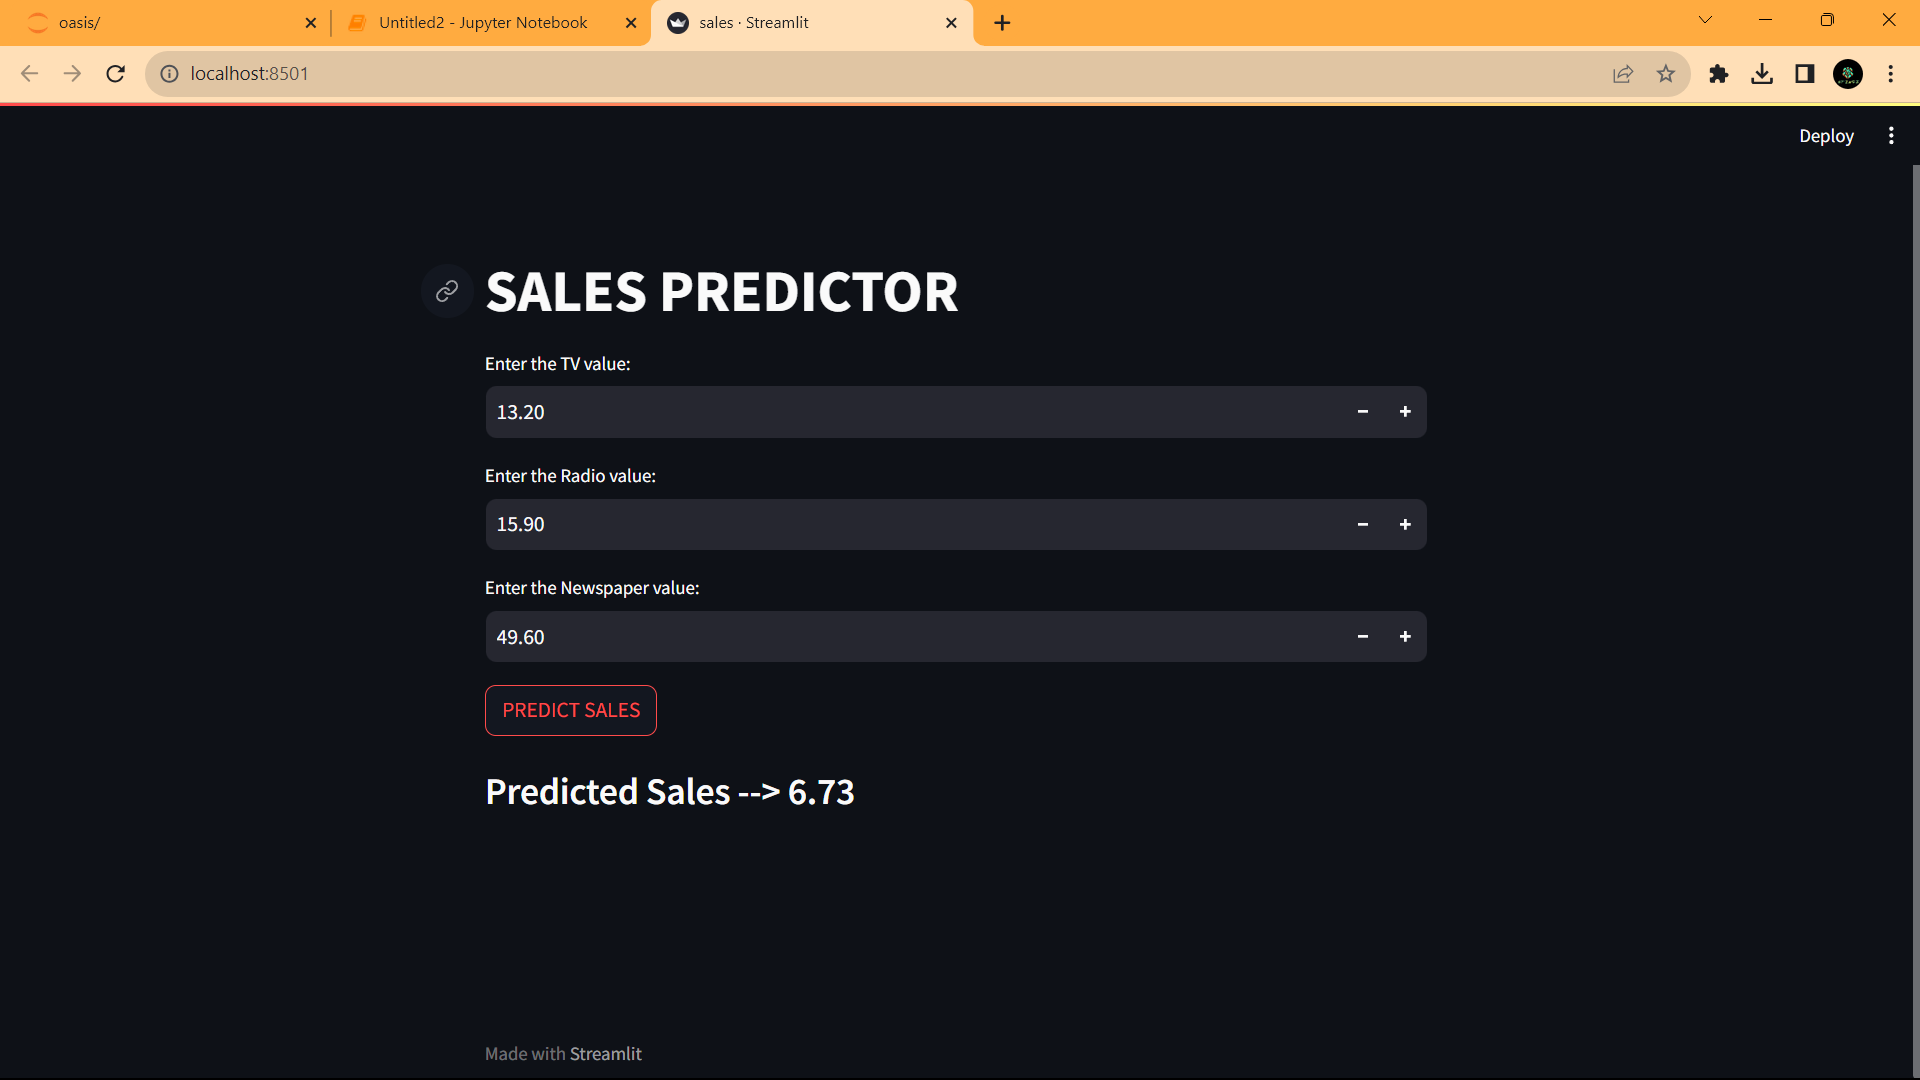 oasis/
Untitled2 - Jupyter Notebook
sales · Streamlit
localhost:8501
Deploy
SALES PREDICTOR
Enter the TV value:
13.20
Enter the Radio value:
15.90
Enter the Newspaper value:
49.60
PREDICT SALES
Predicted Sales --> 6.73
Made with Streamlit